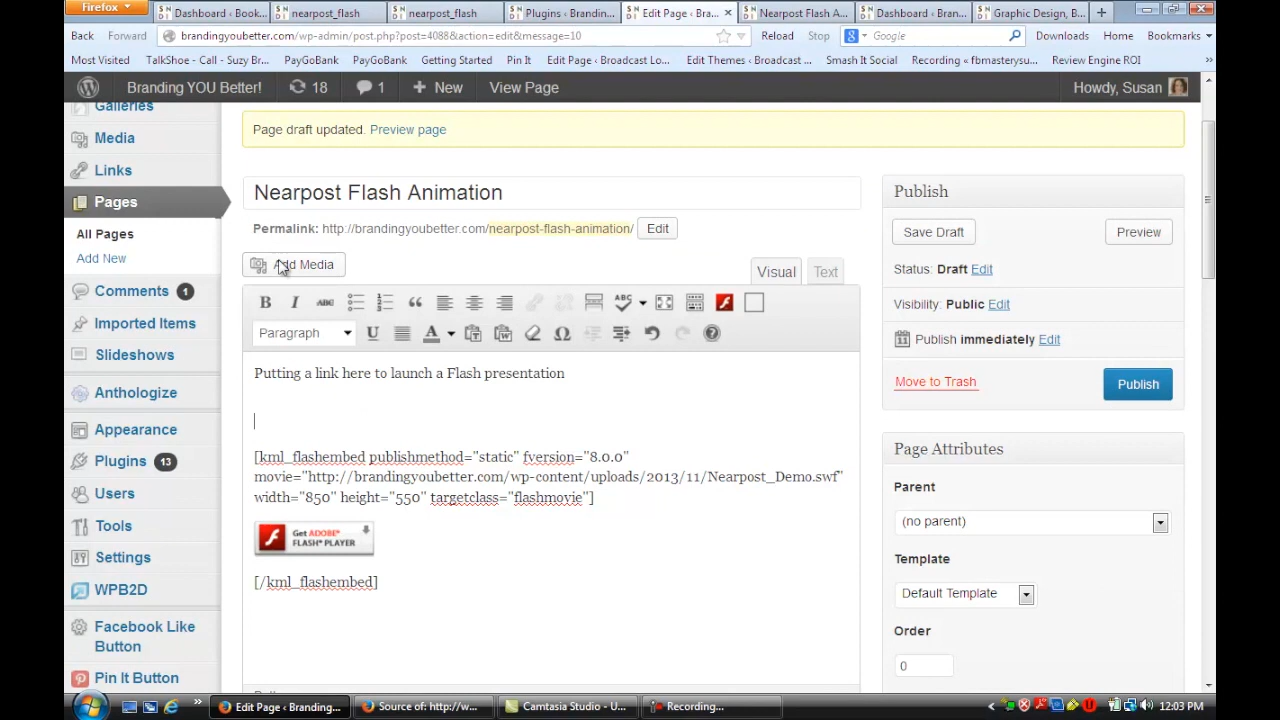 Firefox
Dashboard ‹ Book...
nearpost_flash
nearpost_flash
Plugins ‹ Brandin...
Edit Page ‹ Bra...
Nearpost Flash A...
Dashboard ‹ Bran...
Graphic Design, B...
Back
Forward
brandingyoubetter.com/wp-admin/post.php?post=4088&action=edit&message=10
Reload
Stop
Google
Downloads
Home
Bookmarks
Most Visited
TalkShoe - Call - Suzy Br...
PayGoBank
PayGoBank
Getting Started
Pin It
Edit Page ‹ Broadcast Lo...
Edit Themes ‹ Broadcast ...
Smash It Social
Recording « fbmasterysu...
Review Engine ROI
Branding YOU Better!
18
1
+ New
View Page
Howdy, Susan
Galleries
Media
Links
Pages
All Pages
Add New
Comments 1
Imported Items
Slideshows
Anthologize
Appearance
Plugins 13
Users
Tools
Settings
WPB2D
Facebook Like
Button
Pin It Button
Page draft updated. Preview page
Nearpost Flash Animation
Permalink: http://brandingyoubetter.com/nearpost-flash-animation/ Edit
Add Media
Visual
Text
B I ABC
ABC
Paragraph
U
A
Putting a link here to launch a Flash presentation
[kml_flashembed publishmethod="static" fversion="8.0.0"
movie="http://brandingyoubetter.com/wp-content/uploads/2013/11/Nearpost_Demo.swf"
width="850" height="550" targetclass="flashmovie"]
Get ADOBE®
FLASH® PLAYER
[/kml_flashembed]
Publish
Save Draft
Preview
Status: Draft Edit
Visibility: Public Edit
Publish immediately Edit
Move to Trash
Publish
Page Attributes
Parent
(no parent)
Template
Default Template
Order
0
Edit Page ‹ Branding...
Source of: http://w...
Camtasia Studio - U...
Recording...
12:03 PM